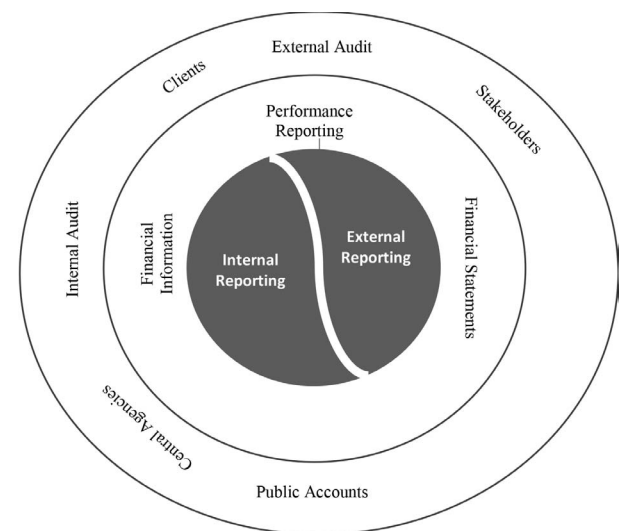 External Audit
Clients
Stakeholders
Performance
Reporting
Internal Audit
Financial
Information
Internal
Reporting
External
Reporting
Financial Statements
Central Agencies
Public Accounts